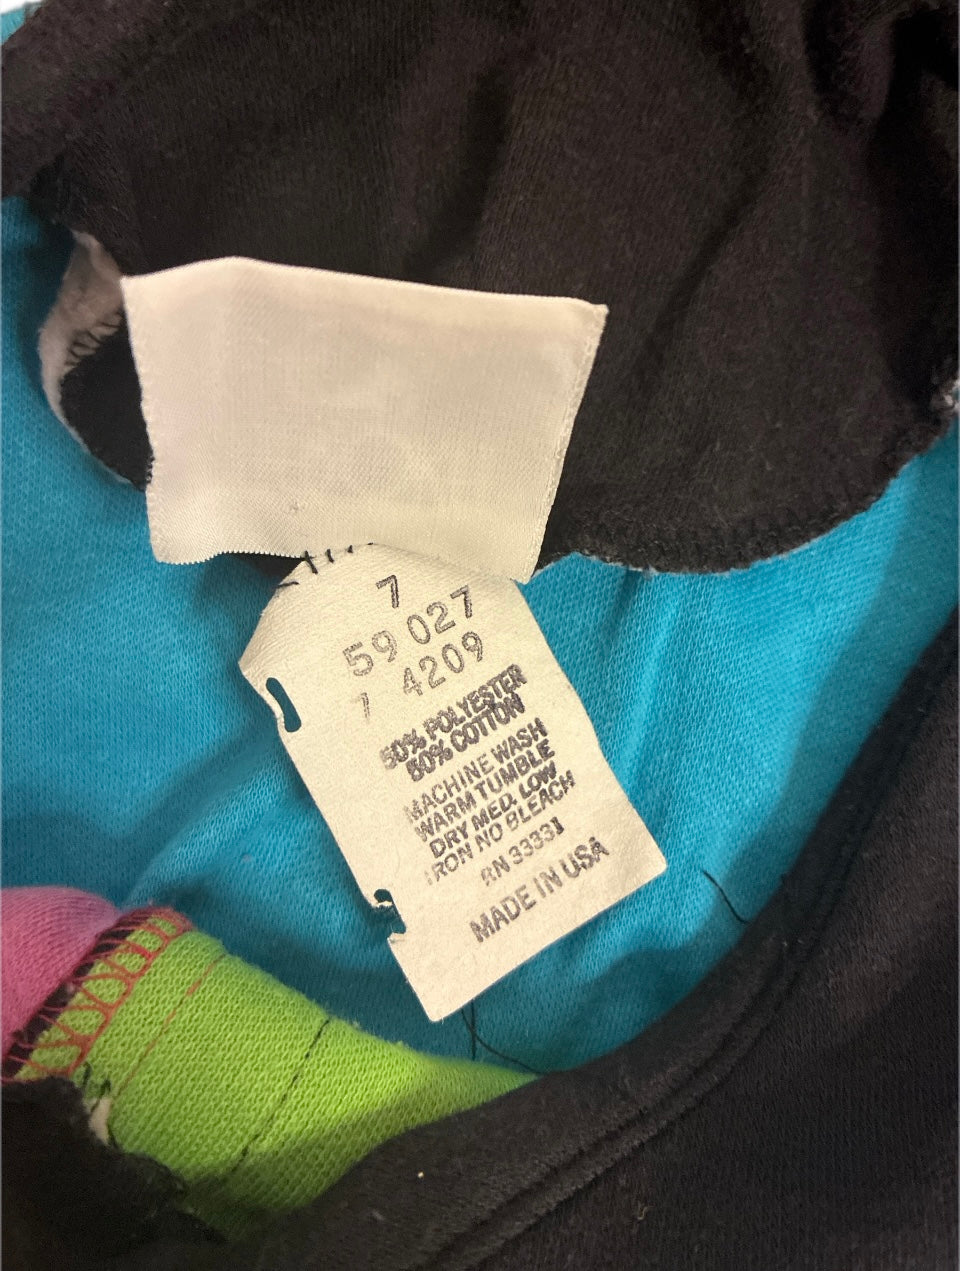 7
59 027
7 4209
50% POLYESTER
50% COTTON
MACHINE WASH
WARM TUMBLE
DRY MED. LOW
IRON NO BLEACH
RN 33331
MADE IN USA